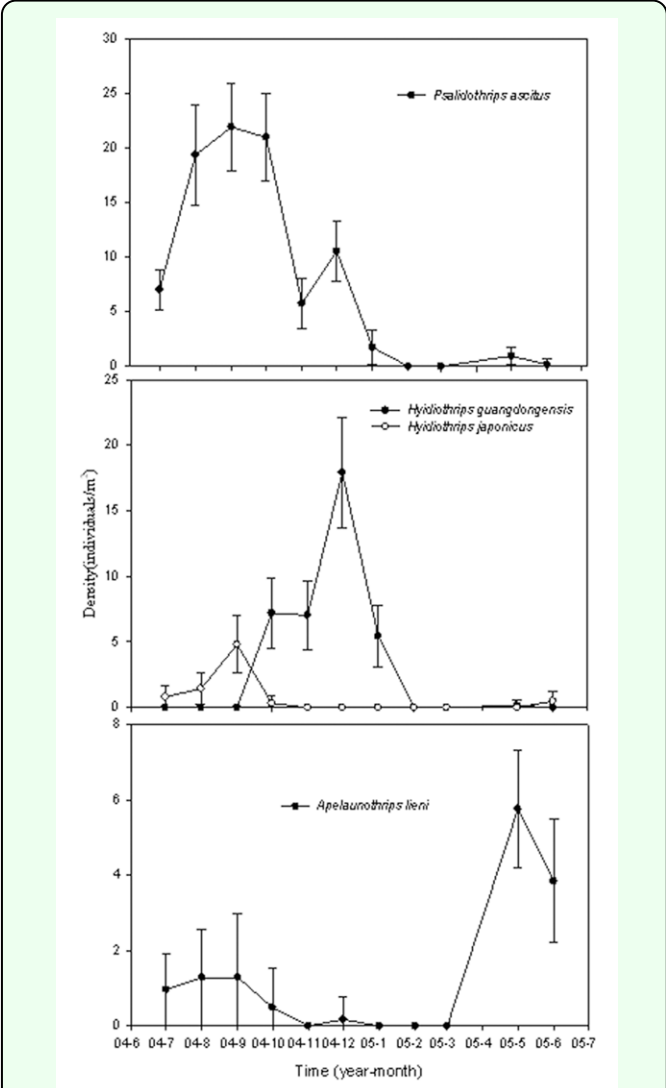 30
Psalidothrips ascitus
25
20
15
10
5
0
25
Hyidiothrips guangdongensis
Hyidiothrips japonicus
20
15
10
5
0
Density(individuals/m²)
8
6
Apelaunothrips lieni
4
2
0
04-6 04-7 04-8 04-9 04-10 04-11 04-12 05-1 05-2 05-3 05-4 05-5 05-6 05-7
Time (year-month)